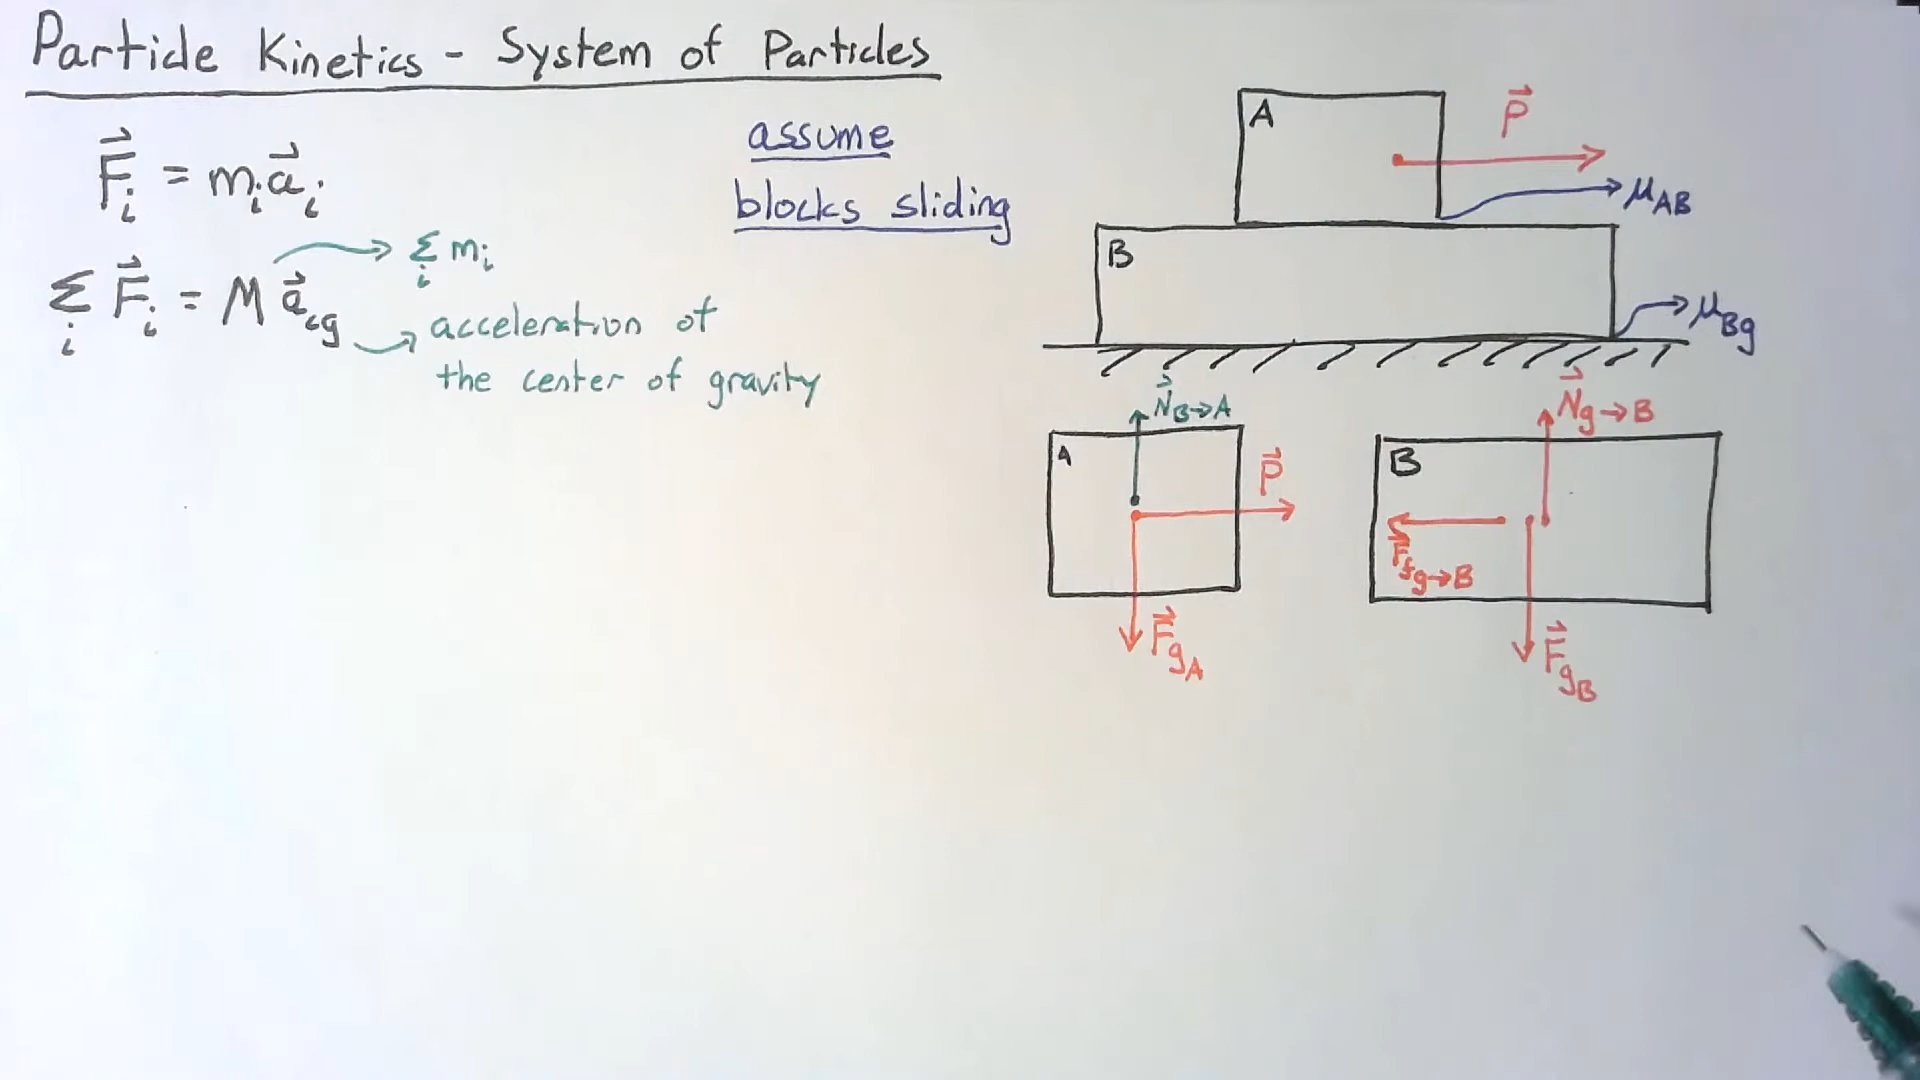 Particle Kinetics - System of Particles
F⃗ᵢ = mᵢa⃗ᵢ
Σᵢ F⃗ᵢ = M a⃗cg
Σᵢ mᵢ
acceleration of
the center of gravity
assume
blocks sliding
A
P⃗
μAB
B
μBg
N⃗B→A
A
P⃗
F⃗gA
N⃗g→B
B
F⃗fg→B
F⃗gB